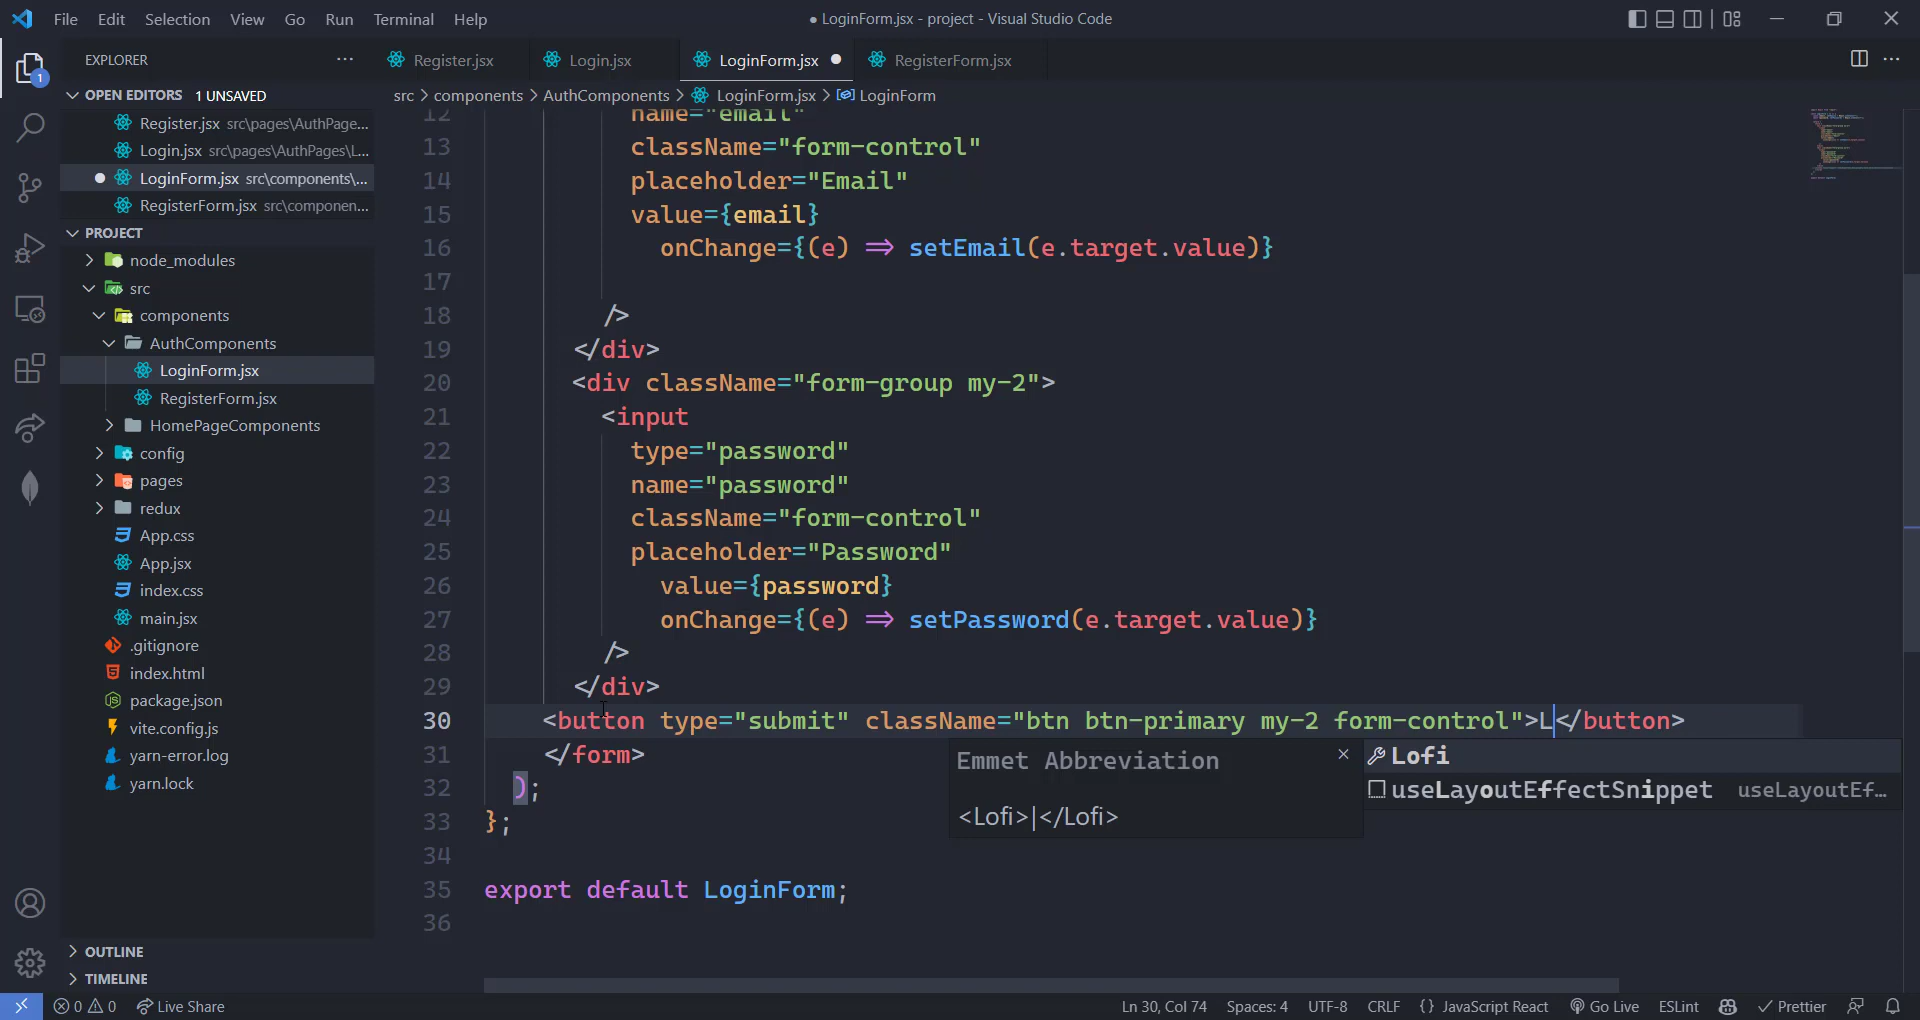 File Edit Selection View Go Run Terminal Help
● LoginForm.jsx - project - Visual Studio Code
EXPLORER
Register.jsx
Login.jsx
LoginForm.jsx
RegisterForm.jsx
1
OPEN EDITORS 1 UNSAVED
Register.jsx src\pages\AuthPage...
Login.jsx src\pages\AuthPages\L...
LoginForm.jsx src\components\...
RegisterForm.jsx src\componen...
PROJECT
node_modules
src
components
AuthComponents
LoginForm.jsx
RegisterForm.jsx
HomePageComponents
config
pages
redux
App.css
App.jsx
index.css
main.jsx
.gitignore
index.html
package.json
vite.config.js
yarn-error.log
yarn.lock
OUTLINE
TIMELINE
src > components > AuthComponents > LoginForm.jsx > LoginForm
12 name="email"
13 className="form-control"
14 placeholder="Email"
15 value={email}
16 onChange={(e) => setEmail(e.target.value)}
17
18 />
19 </div>
20 <div className="form-group my-2">
21 <input
22 type="password"
23 name="password"
24 className="form-control"
25 placeholder="Password"
26 value={password}
27 onChange={(e) => setPassword(e.target.value)}
28 />
29 </div>
30 <button type="submit" className="btn btn-primary my-2 form-control">L</button>
31 </form>
32 );
33 };
34
35 export default LoginForm;
36
Emmet Abbreviation
<Lofi>|</Lofi>
Lofi
useLayoutEffectSnippet useLayoutEf...
0 0 Live Share
Ln 30, Col 74 Spaces: 4 UTF-8 CRLF {} JavaScript React Go Live ESLint Prettier